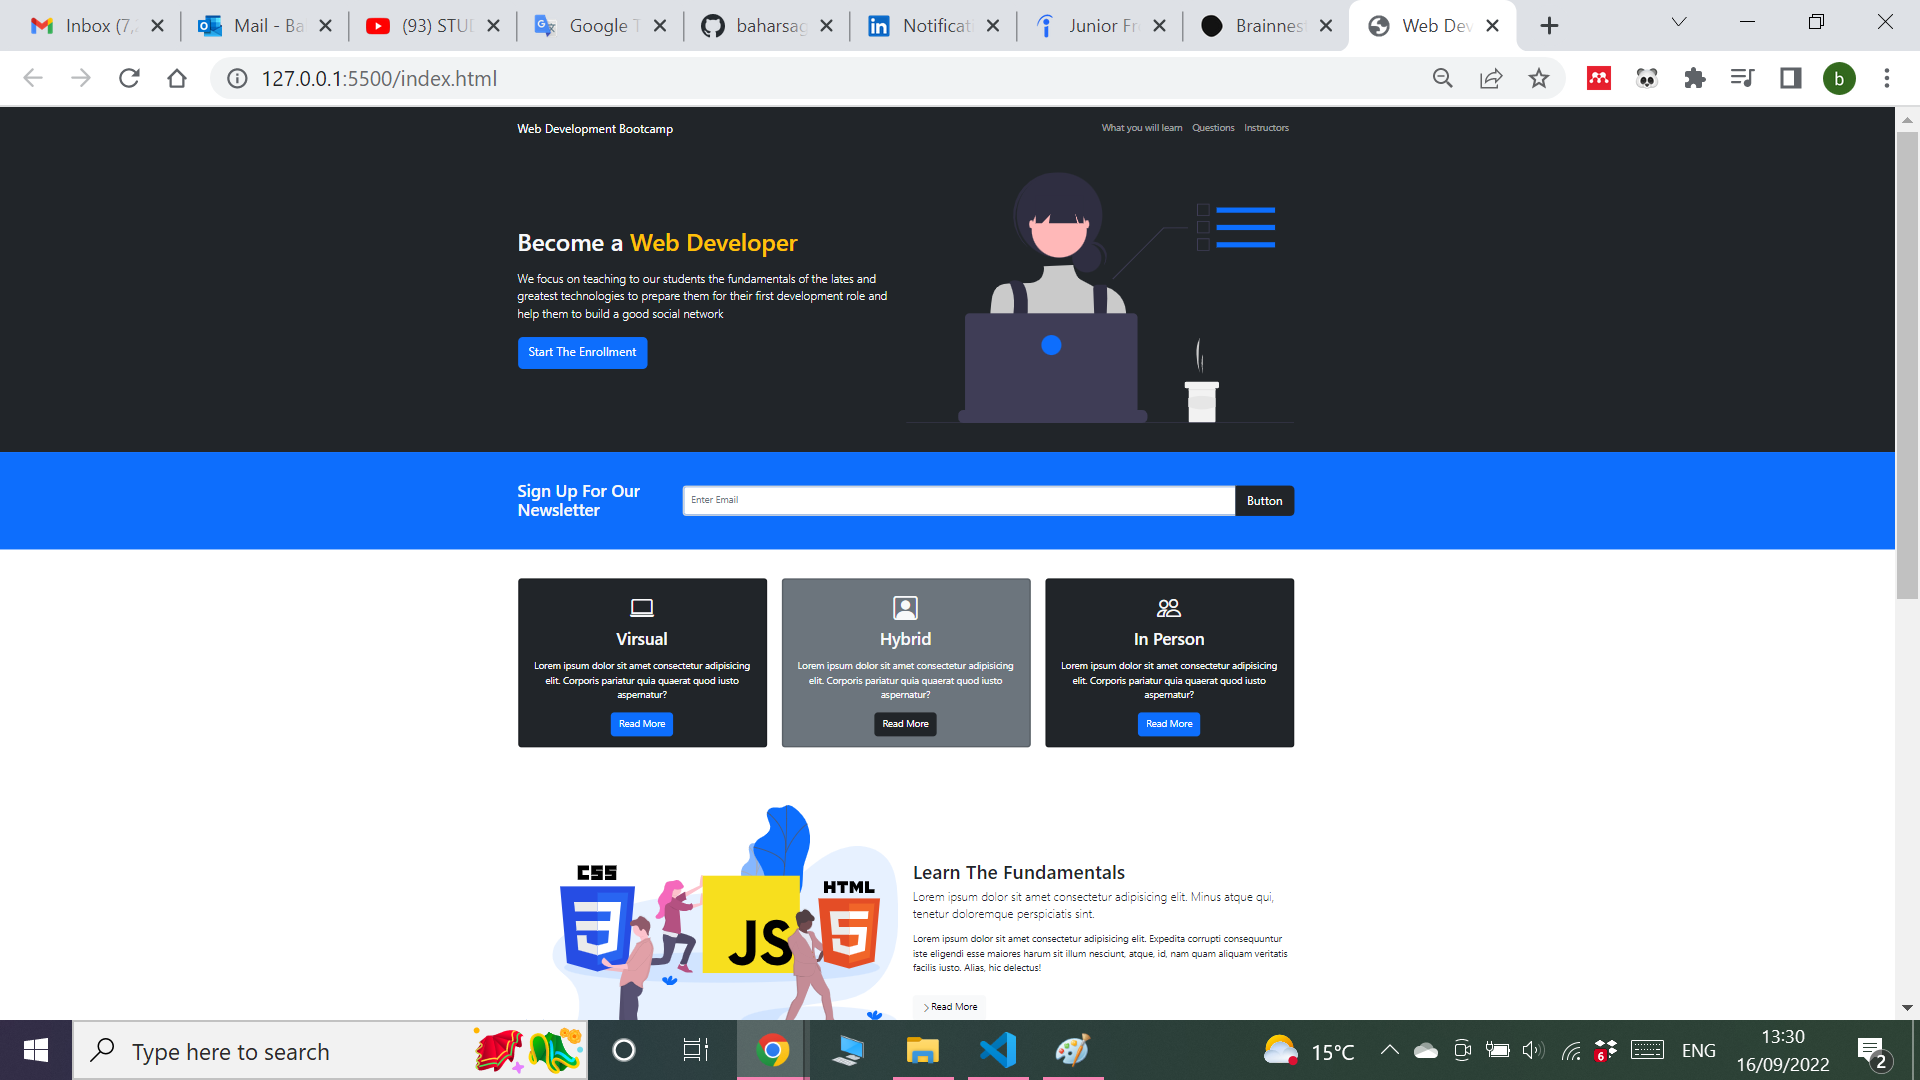 Inbox (7,
Mail - Ba
(93) STUD
Google T
baharsag
Notificati
Junior Fr
Brainnest
Web Dev
127.0.0.1:5500/index.html
b
Web Development Bootcamp
What you will learn
Questions
Instructors
Become a Web Developer
We focus on teaching to our students the fundamentals of the lates and
greatest technologies to prepare them for their first development role and
help them to build a good social network
Start The Enrollment
Sign Up For Our
Newsletter
Enter Email
Button
Virsual
Lorem ipsum dolor sit amet consectetur adipisicing
elit. Corporis pariatur quia quaerat quod iusto
aspernatur?
Read More
Hybrid
Lorem ipsum dolor sit amet consectetur adipisicing
elit. Corporis pariatur quia quaerat quod iusto
aspernatur?
Read More
In Person
Lorem ipsum dolor sit amet consectetur adipisicing
elit. Corporis pariatur quia quaerat quod iusto
aspernatur?
Read More
CSS
3
JS
HTML
5
Learn The Fundamentals
Lorem ipsum dolor sit amet consectetur adipisicing elit. Minus atque qui,
tenetur doloremque perspiciatis sint.
Lorem ipsum dolor sit amet consectetur adipisicing elit. Expedita corrupti consequuntur
iste eligendi esse maiores harum sit illum nesciunt, atque, id, nam quam aliquam veritatis
facilis iusto. Alias, hic delectus!
> Read More
Type here to search
15°C
6
ENG
13:30
16/09/2022
2